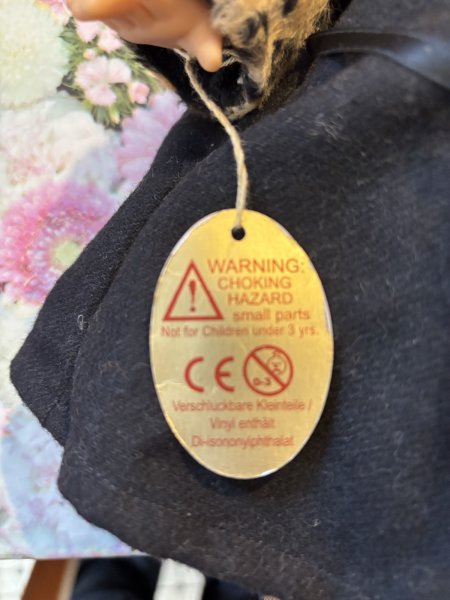 WARNING:
CHOKING
HAZARD
small parts
Not for Children under 3 yrs.
CE 0-3
Verschluckbare Kleinteile /
Vinyl enthält
Di-isononylphthalat